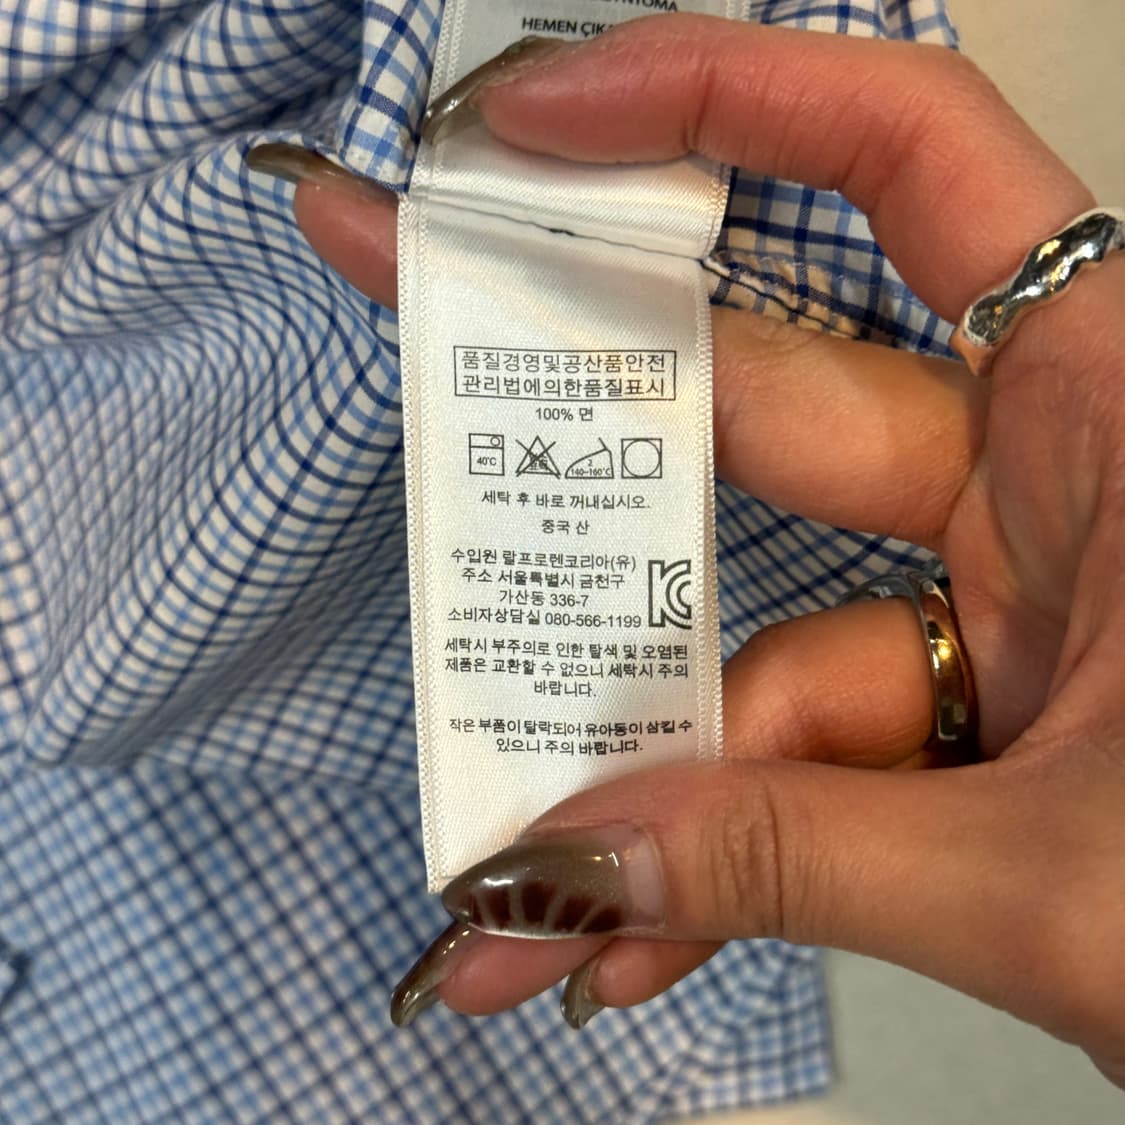 HEMEN
품질경영및공산품안전
관리법에의한품질표시
100% 면
40℃
2
140~160℃
세탁 후 바로 꺼내십시오.
중국 산
수입원 랄프로렌코리아(유)
주소 서울특별시 금천구
가산동 336-7
소비자상담실 080-566-1199
세탁시 부주의로 인한 탈색 및 오염된
제품은 교환할 수 없으니 세탁시 주의
바랍니다.
작은 부품이 탈락되어 유아동이 삼킬 수
있으니 주의 바랍니다.